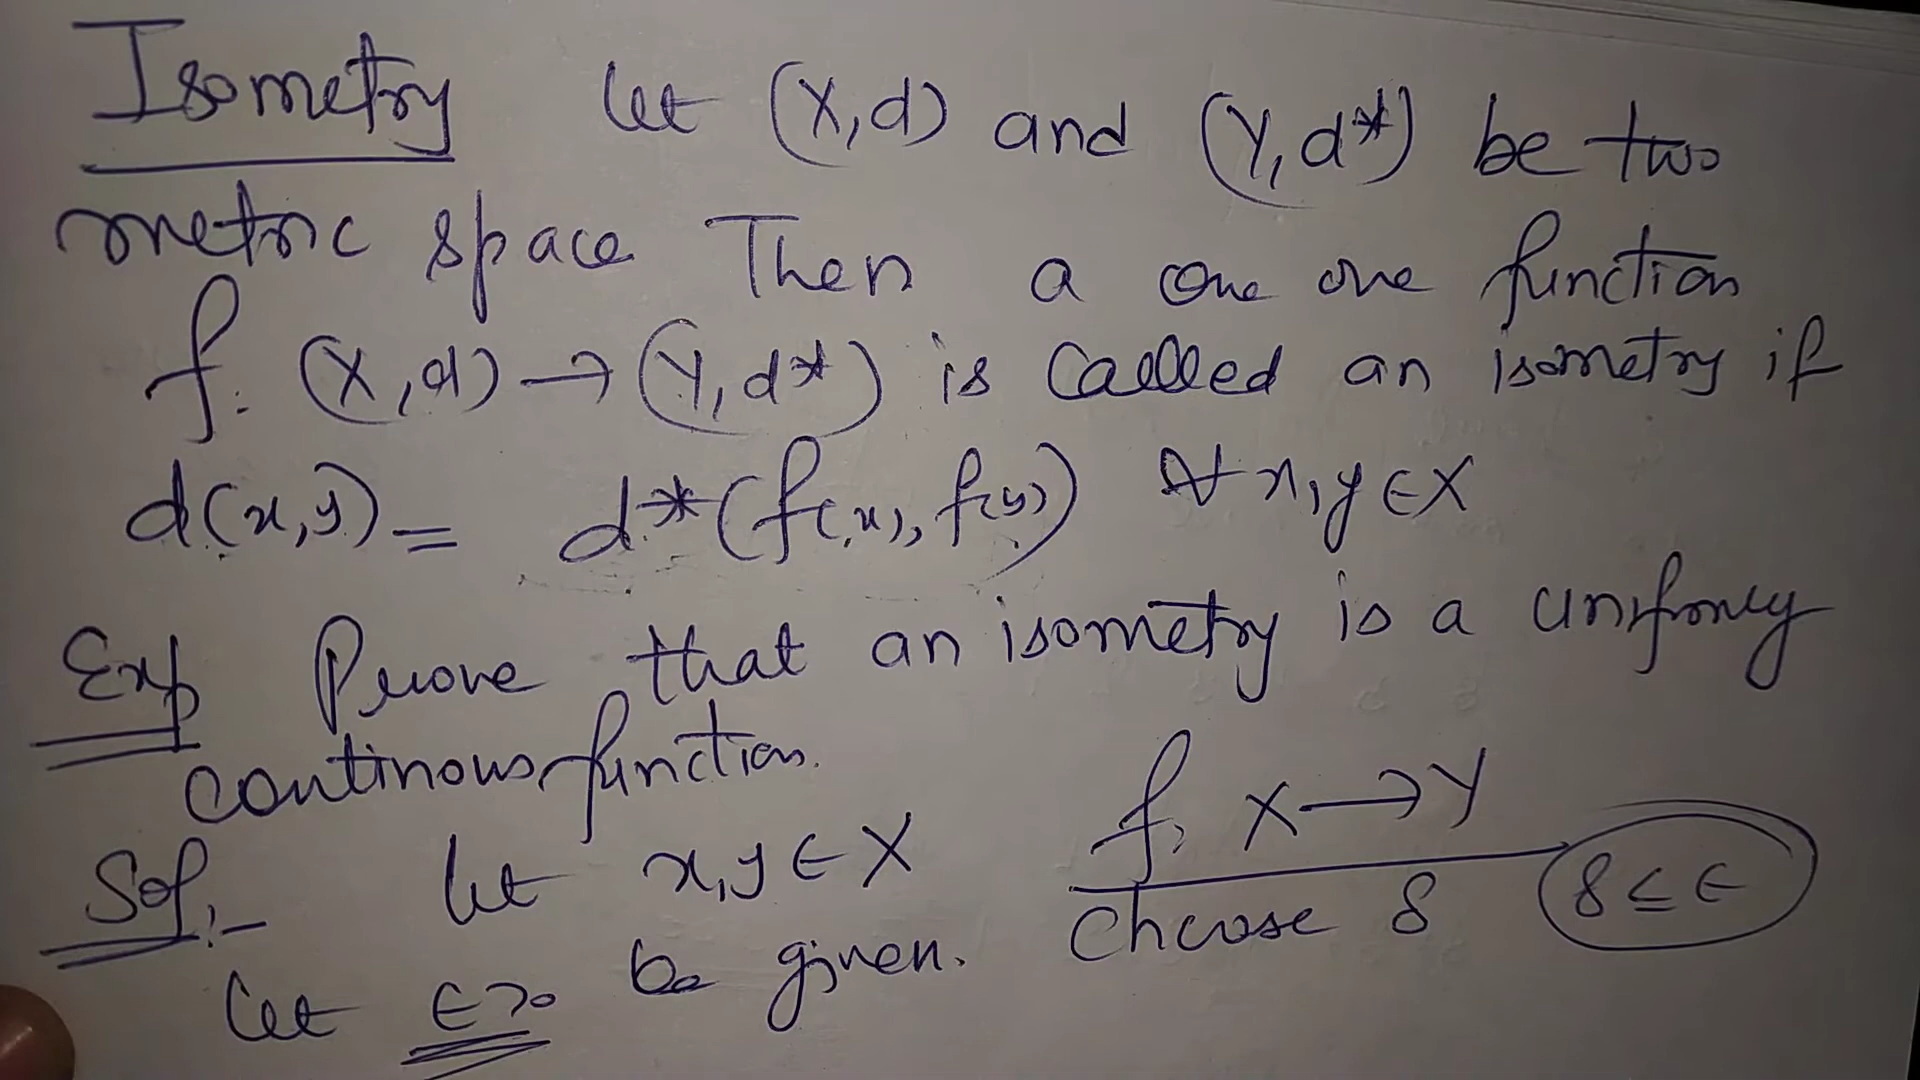 Isometry let (X,d) and (Y,d*) be two
metric space Then a one one function
f: (X,d) → (Y,d*) is called an isometry if
d(x,y) = d*(f(x), f(y)) ∀ x,y ∈ X
Exp Prove that an isometry is a unifromly
continous function.
f: X → Y
Sol:- let x,y ∈ X
choose δ δ ≤ ϵ
let ϵ>0 be given.